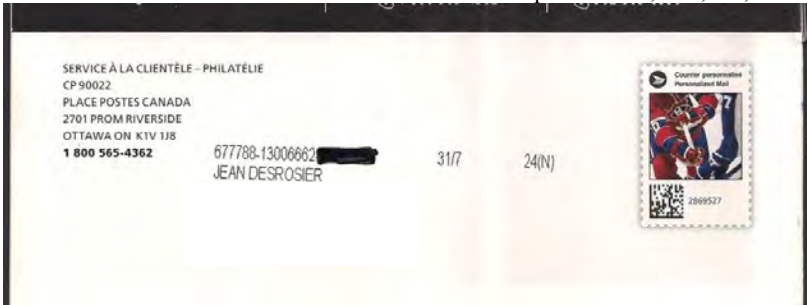 SERVICE À LA CLIENTÈLE – PHILATÉLIE
CP 90022
PLACE POSTES CANADA
2701 PROM RIVERSIDE
OTTAWA ON K1V 1J8
1 800 565-4362
677788-13006662
JEAN DESROSIER
31/7
24(N)
Courrier personnalisé
Personalized Mail
27
2869527